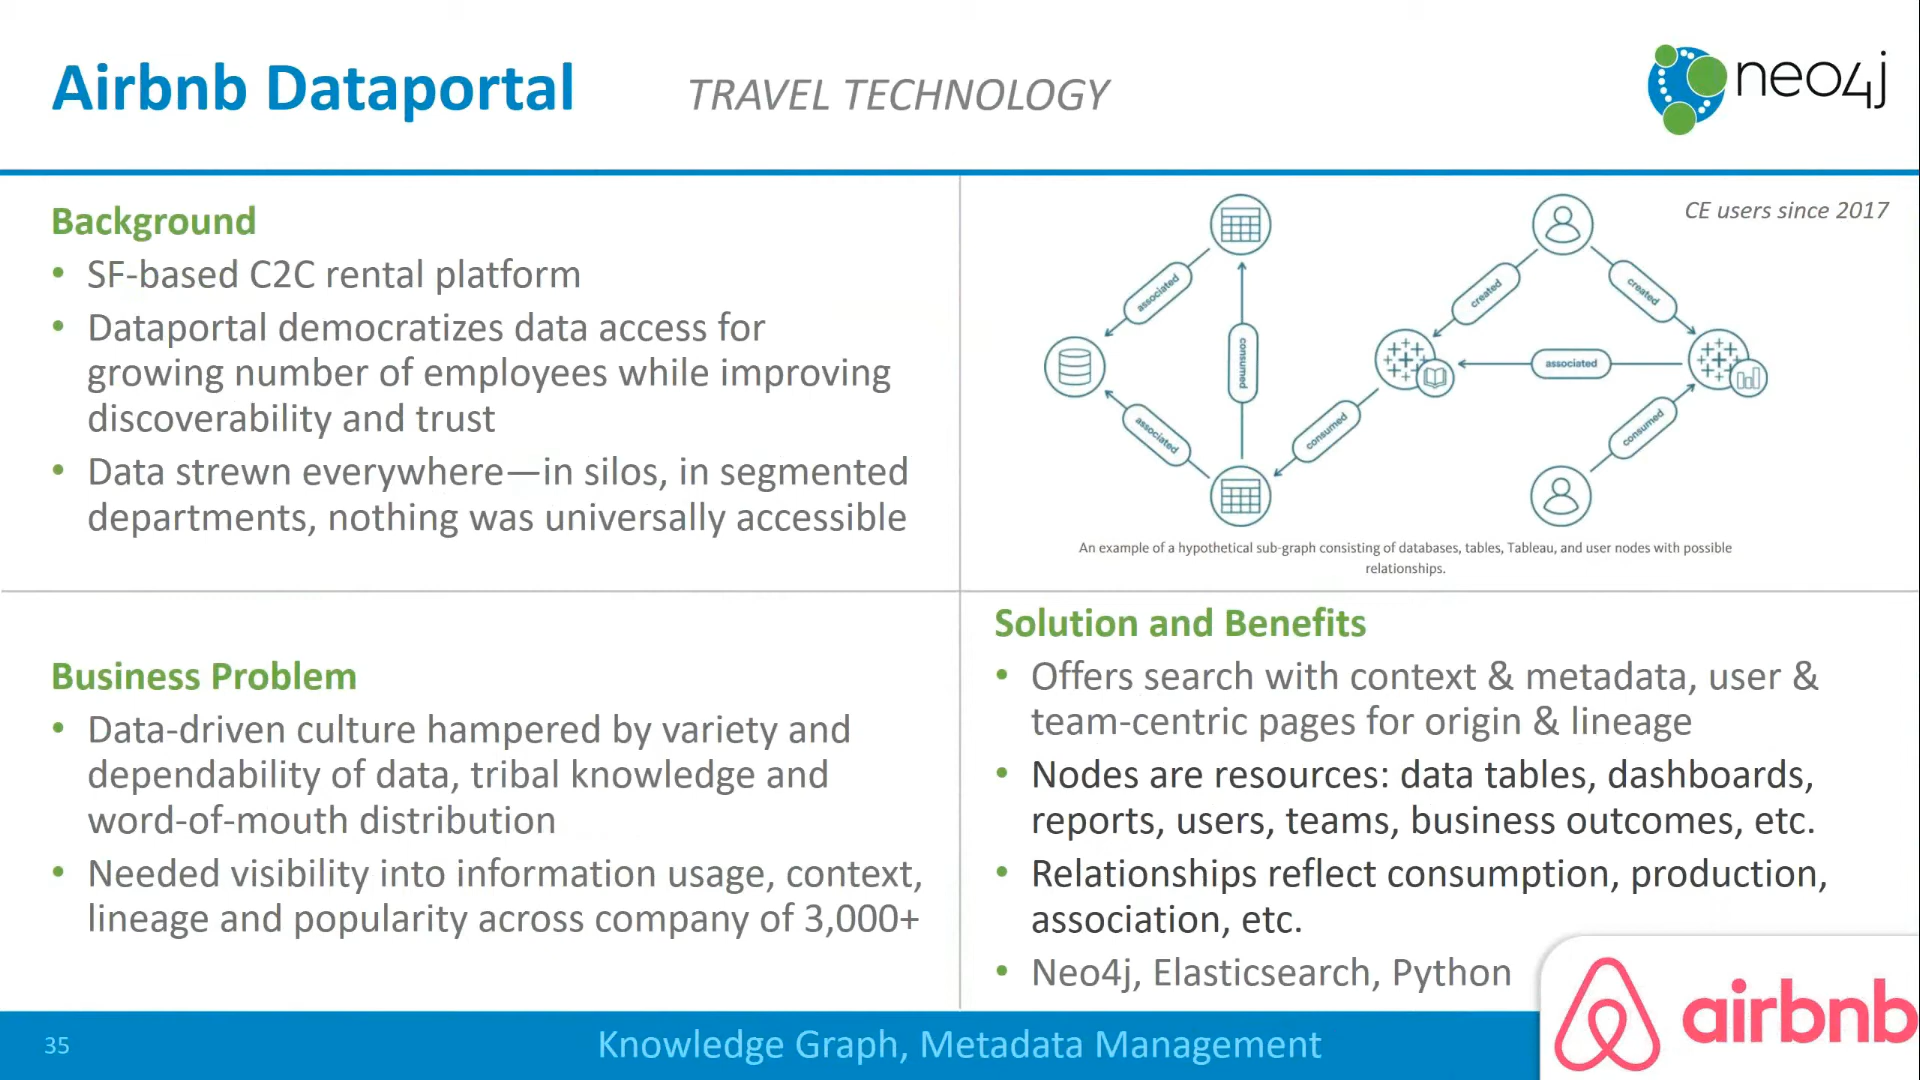 Airbnb Dataportal
TRAVEL TECHNOLOGY
neo4j
Background
• SF-based C2C rental platform
• Dataportal democratizes data access for
growing number of employees while improving
discoverability and trust
• Data strewn everywhere—in silos, in segmented
departments, nothing was universally accessible
CE users since 2017
associated
created
created
consumed
associated
associated
consumed
consumed
An example of a hypothetical sub-graph consisting of databases, tables, Tableau, and user nodes with possible
relationships.
Business Problem
• Data-driven culture hampered by variety and
dependability of data, tribal knowledge and
word-of-mouth distribution
• Needed visibility into information usage, context,
lineage and popularity across company of 3,000+
Solution and Benefits
• Offers search with context & metadata, user &
team-centric pages for origin & lineage
• Nodes are resources: data tables, dashboards,
reports, users, teams, business outcomes, etc.
• Relationships reflect consumption, production,
association, etc.
• Neo4j, Elasticsearch, Python
35
Knowledge Graph, Metadata Management
airbnb